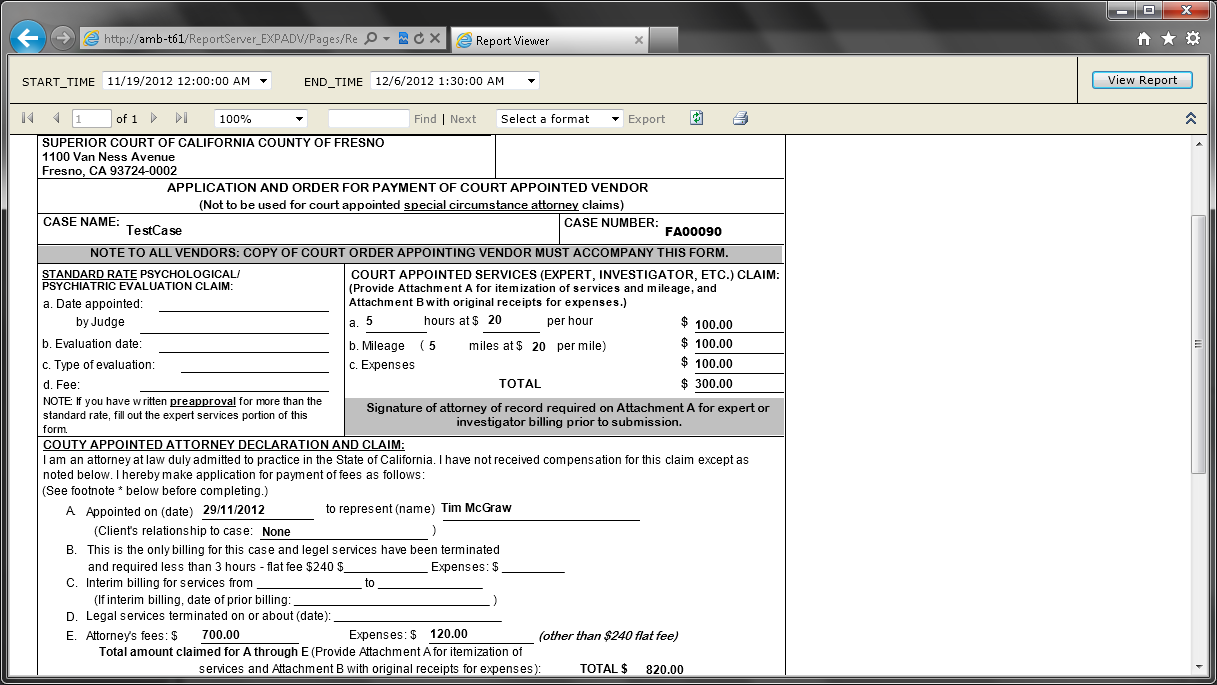 http://amb-t61/ReportServer_EXPADV/Pages/Re
Report Viewer
START_TIME 11/19/2012 12:00:00 AM END_TIME 12/6/2012 1:30:00 AM View Report
1 of 1 100% Find | Next Select a format Export
SUPERIOR COURT OF CALIFORNIA COUNTY OF FRESNO
1100 Van Ness Avenue
Fresno, CA 93724-0002
APPLICATION AND ORDER FOR PAYMENT OF COURT APPOINTED VENDOR
(Not to be used for court appointed special circumstance attorney claims)
CASE NAME: TestCase CASE NUMBER: FA00090
NOTE TO ALL VENDORS: COPY OF COURT ORDER APPOINTING VENDOR MUST ACCOMPANY THIS FORM.
STANDARD RATE PSYCHOLOGICAL/
PSYCHIATRIC EVALUATION CLAIM:
a. Date appointed:
by Judge
b. Evaluation date:
c. Type of evaluation:
d. Fee:
NOTE: If you have written preapproval for more than the
standard rate, fill out the expert services portion of this
form.
COURT APPOINTED SERVICES (EXPERT, INVESTIGATOR, ETC.) CLAIM:
(Provide Attachment A for itemization of services and mileage, and
Attachment B with original receipts for expenses.)
a. 5 hours at $ 20 per hour $ 100.00
b. Mileage ( 5 miles at $ 20 per mile) $ 100.00
c. Expenses $ 100.00
TOTAL $ 300.00
Signature of attorney of record required on Attachment A for expert or
investigator billing prior to submission.
COUTY APPOINTED ATTORNEY DECLARATION AND CLAIM:
I am an attorney at law duly admitted to practice in the State of California. I have not received compensation for this claim except as
noted below. I hereby make application for payment of fees as follows:
(See footnote * below before completing.)
A. Appointed on (date) 29/11/2012 to represent (name) Tim McGraw
(Client's relationship to case: None )
B. This is the only billing for this case and legal services have been terminated
and required less than 3 hours - flat fee $240 $ Expenses: $
C. Interim billing for services from to
(If interim billing, date of prior billing: )
D. Legal services terminated on or about (date):
E. Attorney's fees: $ 700.00 Expenses: $ 120.00 (other than $240 flat fee)
Total amount claimed for A through E (Provide Attachment A for itemization of
services and Attachment B with original receipts for expenses): TOTAL $ 820.00